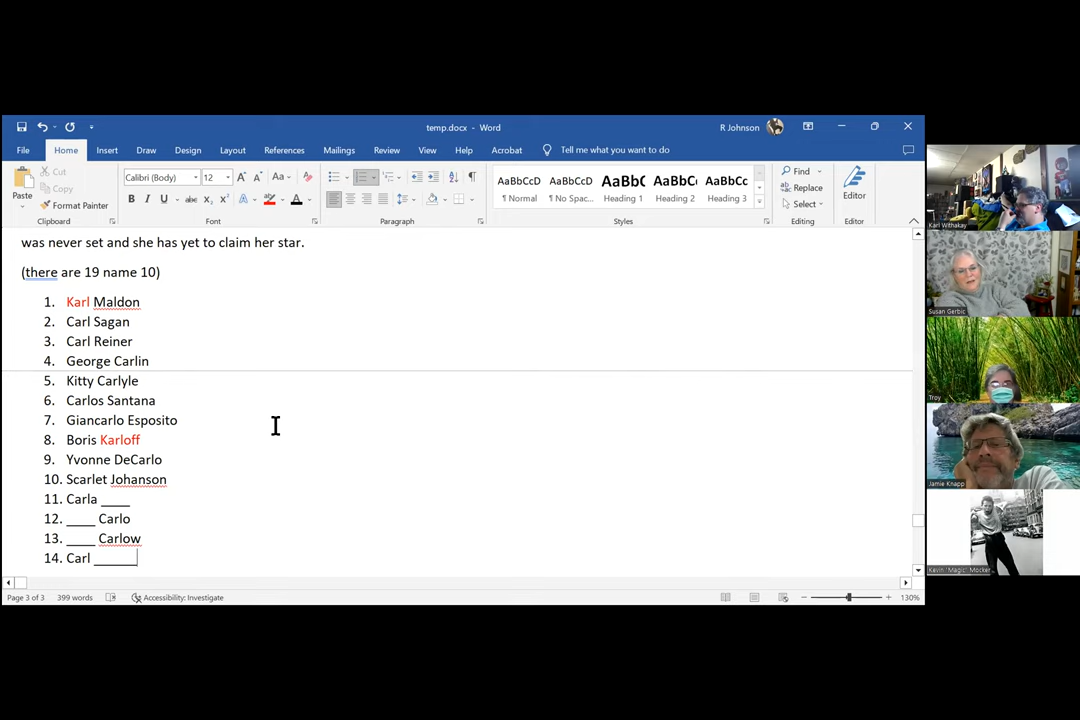 temp.docx - Word
R Johnson
File Home Insert Draw Design Layout References Mailings Review View Help Acrobat Tell me what you want to do
Paste
Cut
Copy
Format Painter
Clipboard
Calibri (Body) 12
Font
Paragraph
AaBbCcD AaBbCcD AaBbC AaBbCc AaBbCc
¶ Normal ¶ No Spac... Heading 1 Heading 2 Heading 3
Styles
Find
Replace
Select
Editing
Editor
Editor
was never set and she has yet to claim her star.
(there are 19 name 10)
1. Karl Maldon
2. Carl Sagan
3. Carl Reiner
4. George Carlin
5. Kitty Carlyle
6. Carlos Santana
7. Giancarlo Esposito
8. Boris Karloff
9. Yvonne DeCarlo
10. Scarlet Johanson
11. Carla ____
12. ____ Carlo
13. ____ Carlow
14. Carl ______
Page 3 of 3 399 words Accessibility: Investigate 130%
Karl Withakay
Susan Gerbic
Troy
Jamie Knapp
Kevin "Magic" Mocker